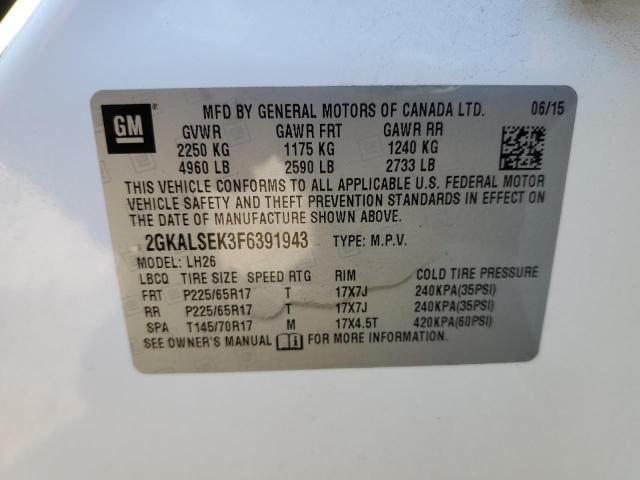 GM
MFD BY GENERAL MOTORS OF CANADA LTD. 06/15
GVWR GAWR FRT GAWR RR
2250 KG 1175 KG 1240 KG
4960 LB 2590 LB 2733 LB
THIS VEHICLE CONFORMS TO ALL APPLICABLE U.S. FEDERAL MOTOR
VEHICLE SAFETY AND THEFT PREVENTION STANDARDS IN EFFECT ON
THE DATE OF MANUFACTURE SHOWN ABOVE.
2GKALSEK3F6391943 TYPE: M.P.V.
MODEL: LH26
LBCQ TIRE SIZE SPEED RTG RIM COLD TIRE PRESSURE
FRT P225/65R17 T 17X7J 240KPA(35PSI)
RR P225/65R17 T 17X7J 240KPA(35PSI)
SPA T145/70R17 M 17X4.5T 420KPA(60PSI)
SEE OWNER'S MANUAL FOR MORE INFORMATION.